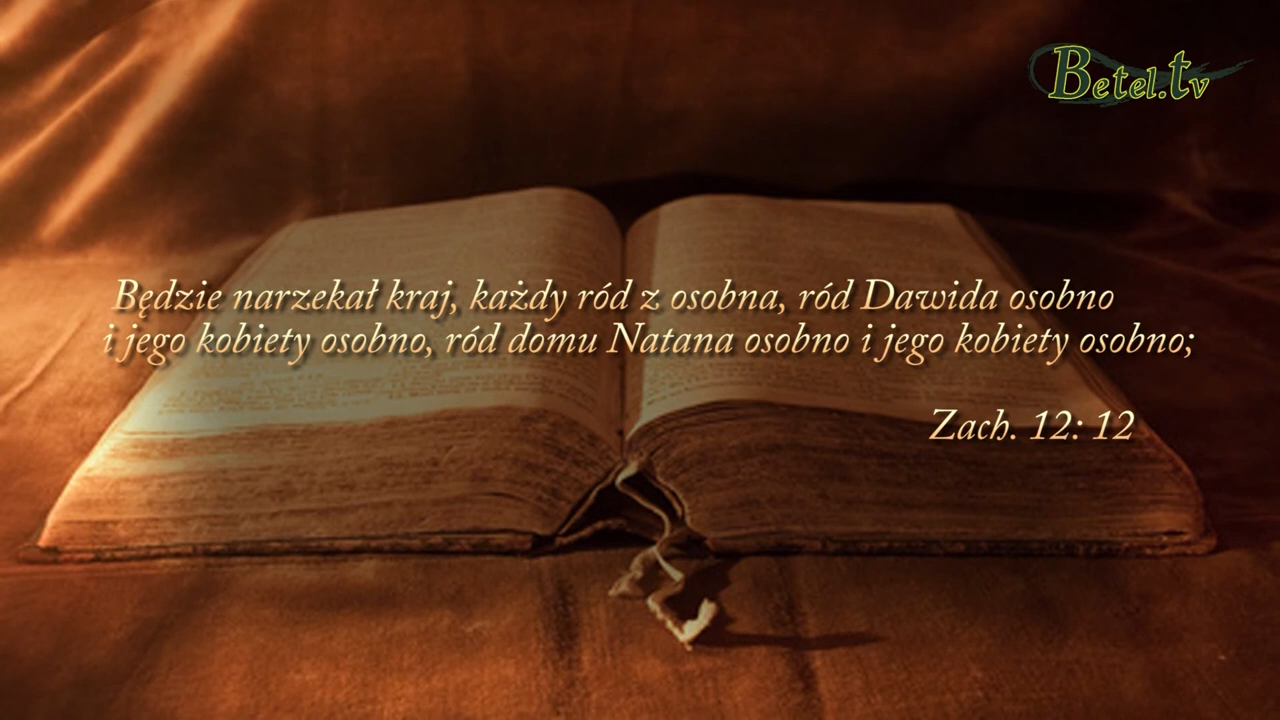 Betel.tv
Będzie narzekał kraj, każdy ród z osobna, ród Dawida osobno
i jego kobiety osobno, ród domu Natana osobno i jego kobiety osobno;
Zach. 12: 12